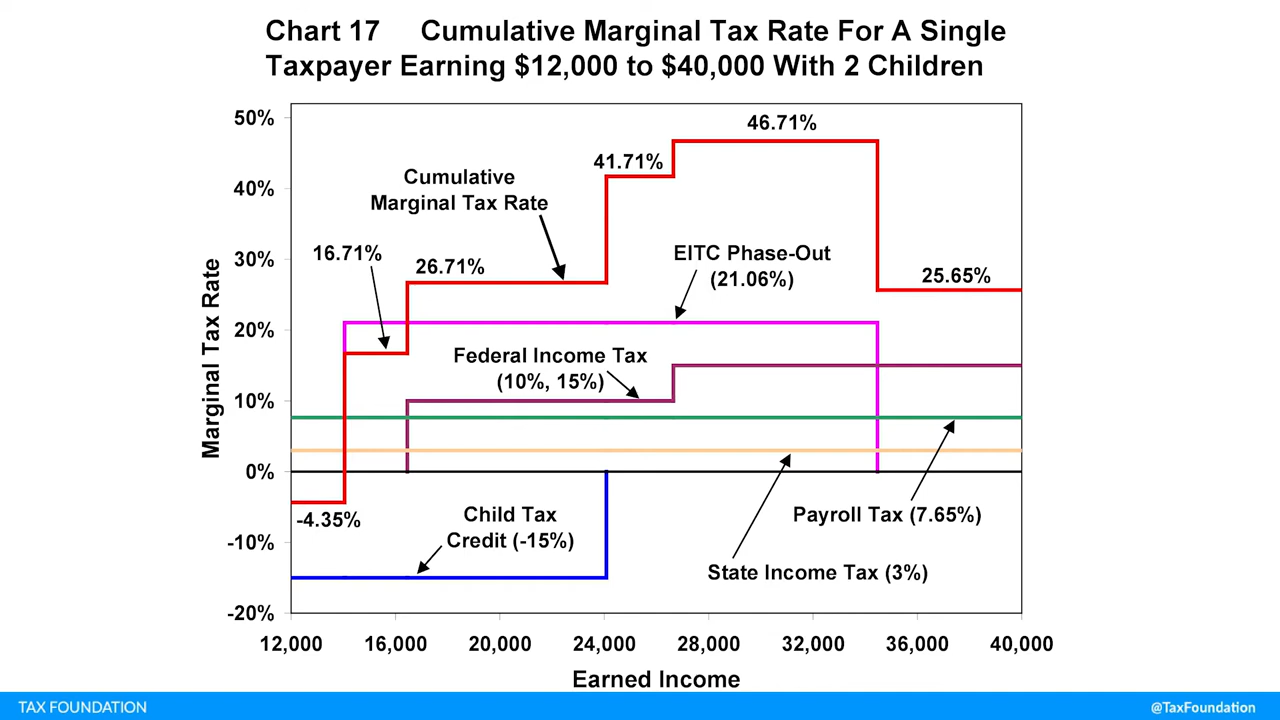 Chart 17 Cumulative Marginal Tax Rate For A Single
Taxpayer Earning $12,000 to $40,000 With 2 Children
50%
40%
30%
20%
10%
0%
-10%
-20%
Marginal Tax Rate
46.71%
41.71%
Cumulative
Marginal Tax Rate
16.71%
26.71%
EITC Phase-Out
(21.06%)
25.65%
Federal Income Tax
(10%, 15%)
-4.35%
Child Tax
Credit (-15%)
Payroll Tax (7.65%)
State Income Tax (3%)
12,000 16,000 20,000 24,000 28,000 32,000 36,000 40,000
Earned Income
TAX FOUNDATION
@TaxFoundation